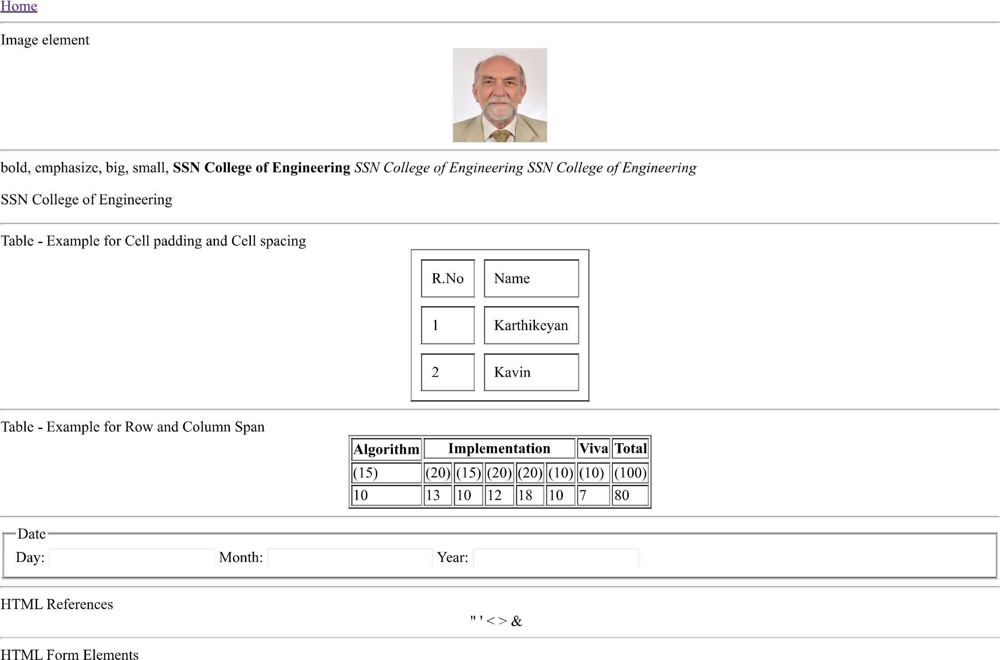 Home
Image element
bold, emphasize, big, small, SSN College of Engineering SSN College of Engineering SSN College of Engineering
SSN College of Engineering
Table - Example for Cell padding and Cell spacing
R.No Name
1 Karthikeyan
2 Kavin
Table - Example for Row and Column Span
Algorithm Implementation Viva Total
(15) (20) (15) (20) (20) (10) (10) (100)
10 13 10 12 18 10 7 80
Date
Day: Month: Year:
HTML References
" ' < > &
HTML Form Elements